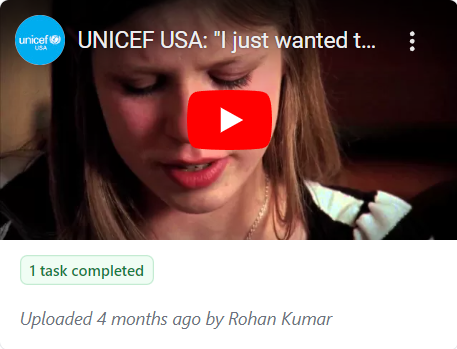 unicef
USA
UNICEF USA: "I just wanted t...
1 task completed
Uploaded 4 months ago by Rohan Kumar